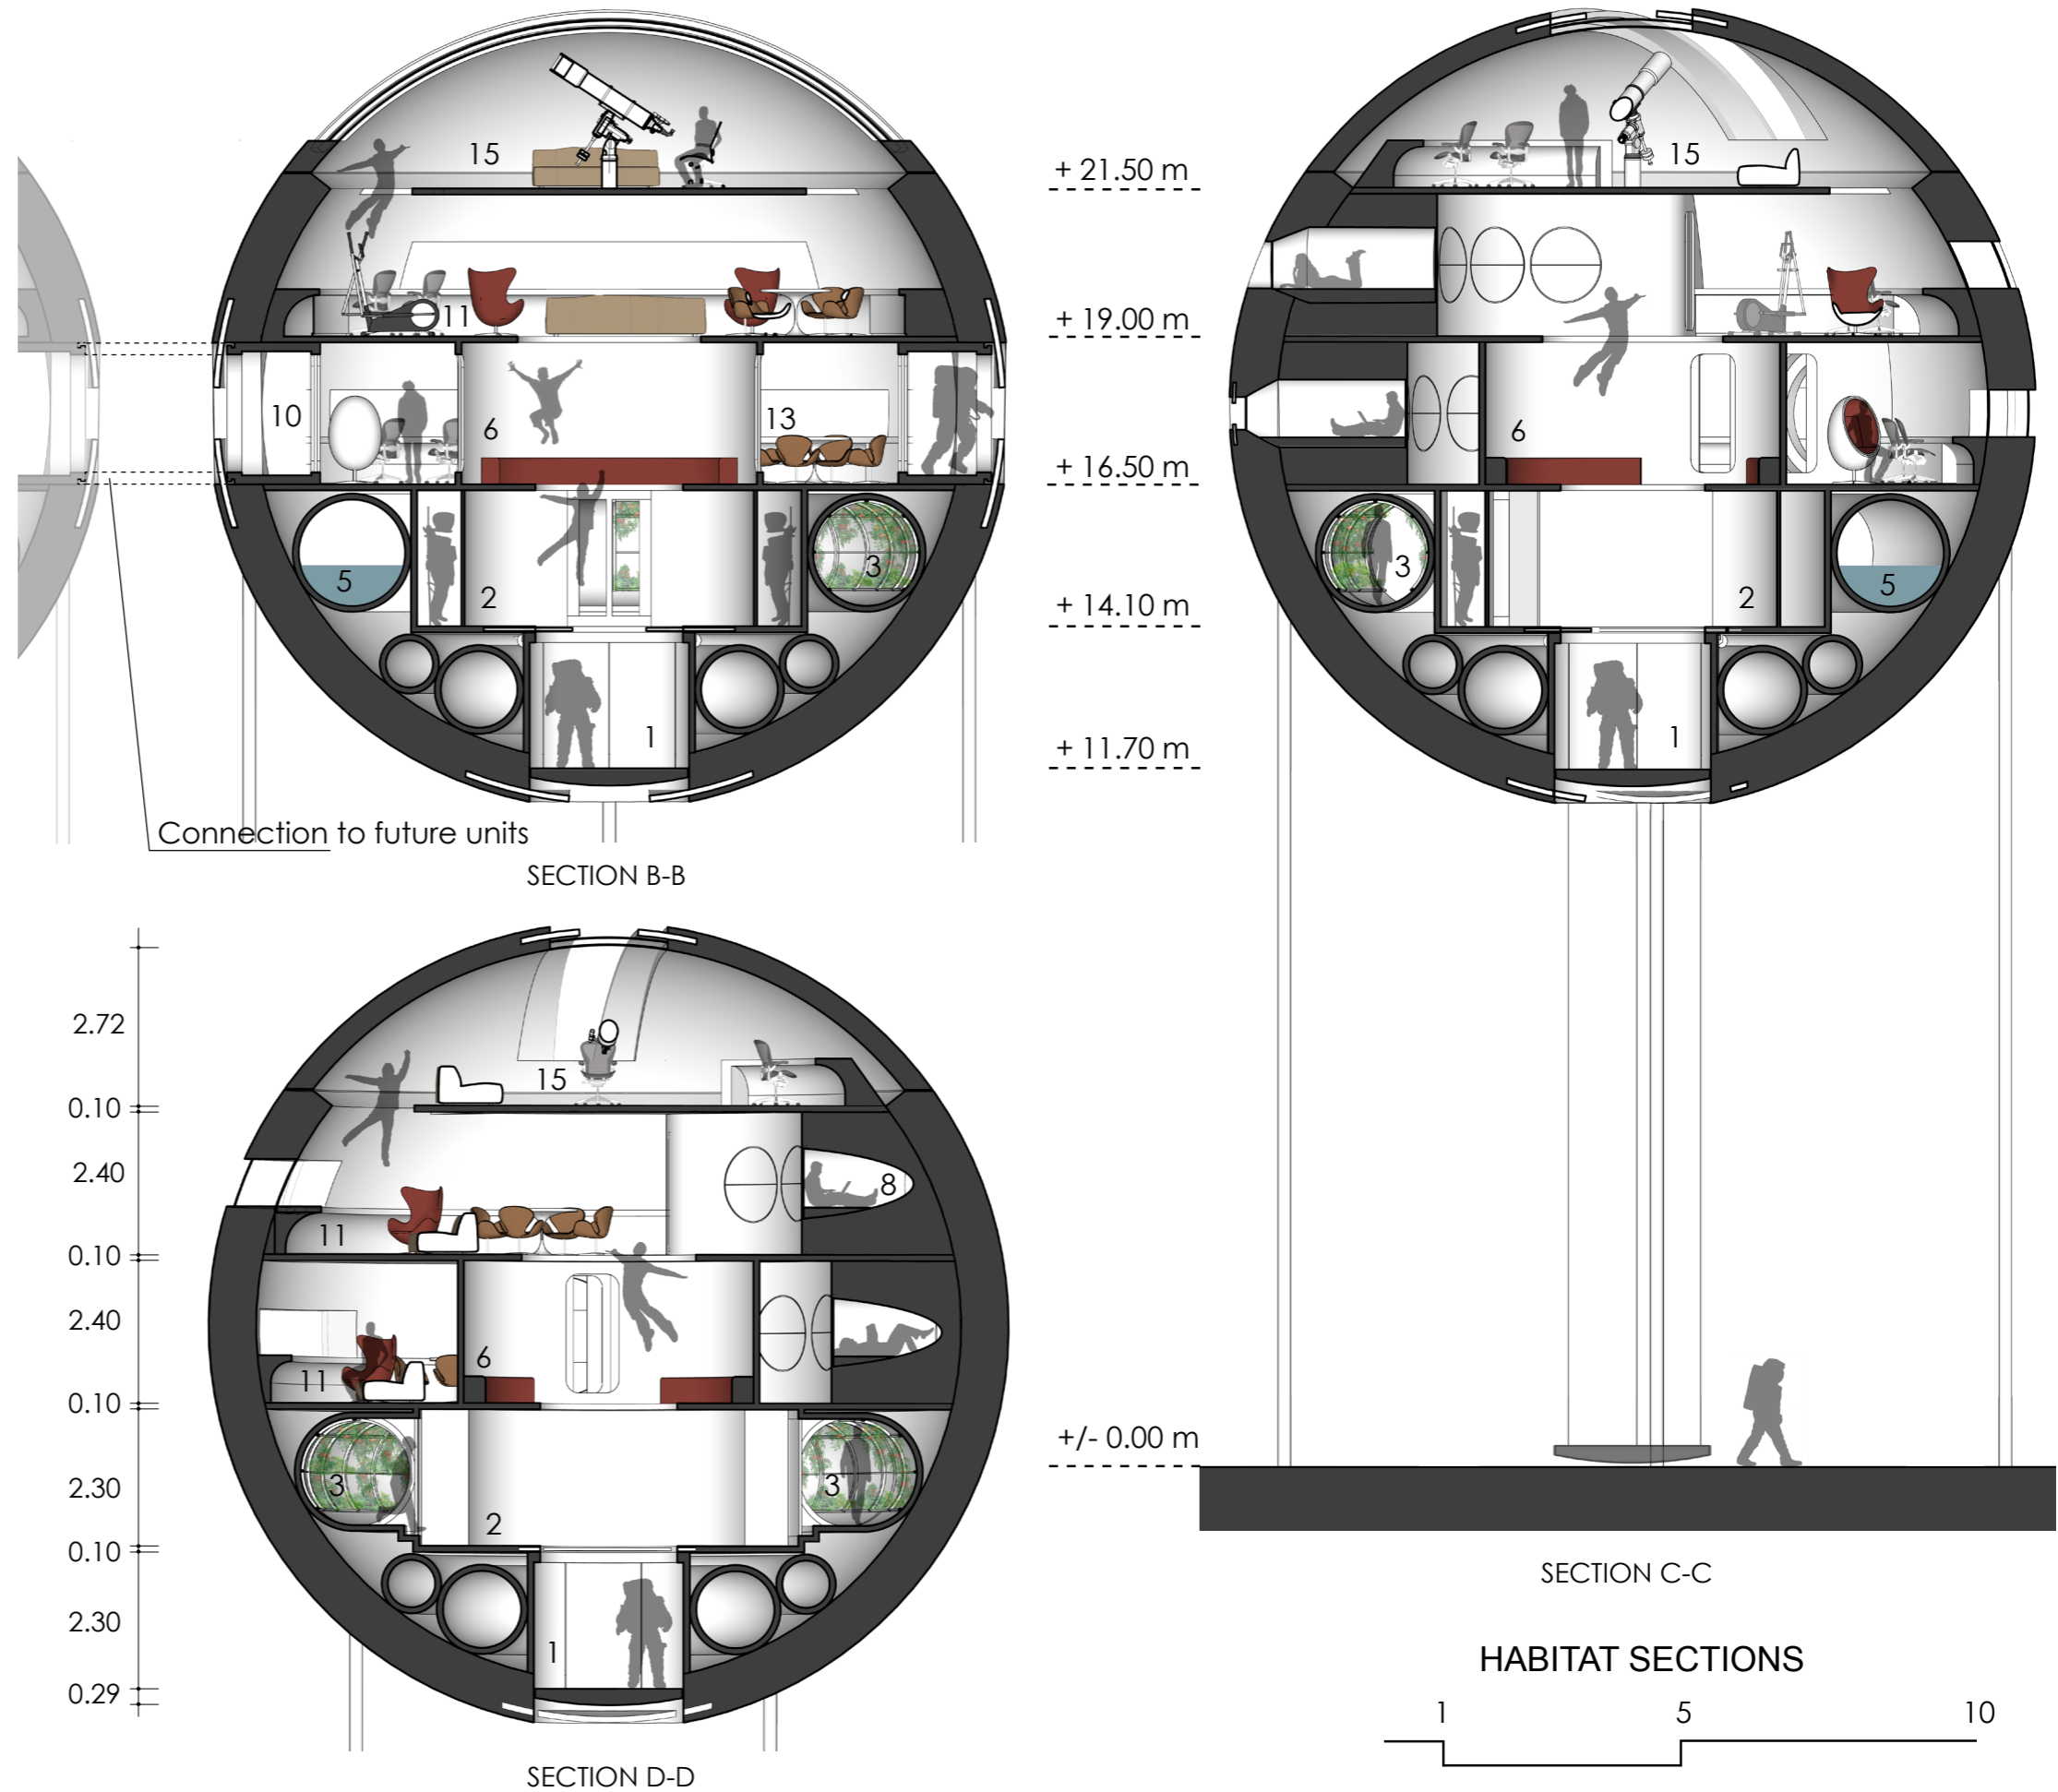 15
11
10
6
13
5
2
3
1
Connection to future units
SECTION B-B
+ 21.50 m
+ 19.00 m
+ 16.50 m
+ 14.10 m
+ 11.70 m
+/- 0.00 m
15
6
3
2
5
1
SECTION C-C
2.72
0.10
2.40
0.10
2.40
0.10
2.30
0.10
2.30
0.29
15
8
11
6
11
3
3
2
1
SECTION D-D
HABITAT SECTIONS
1 5 10